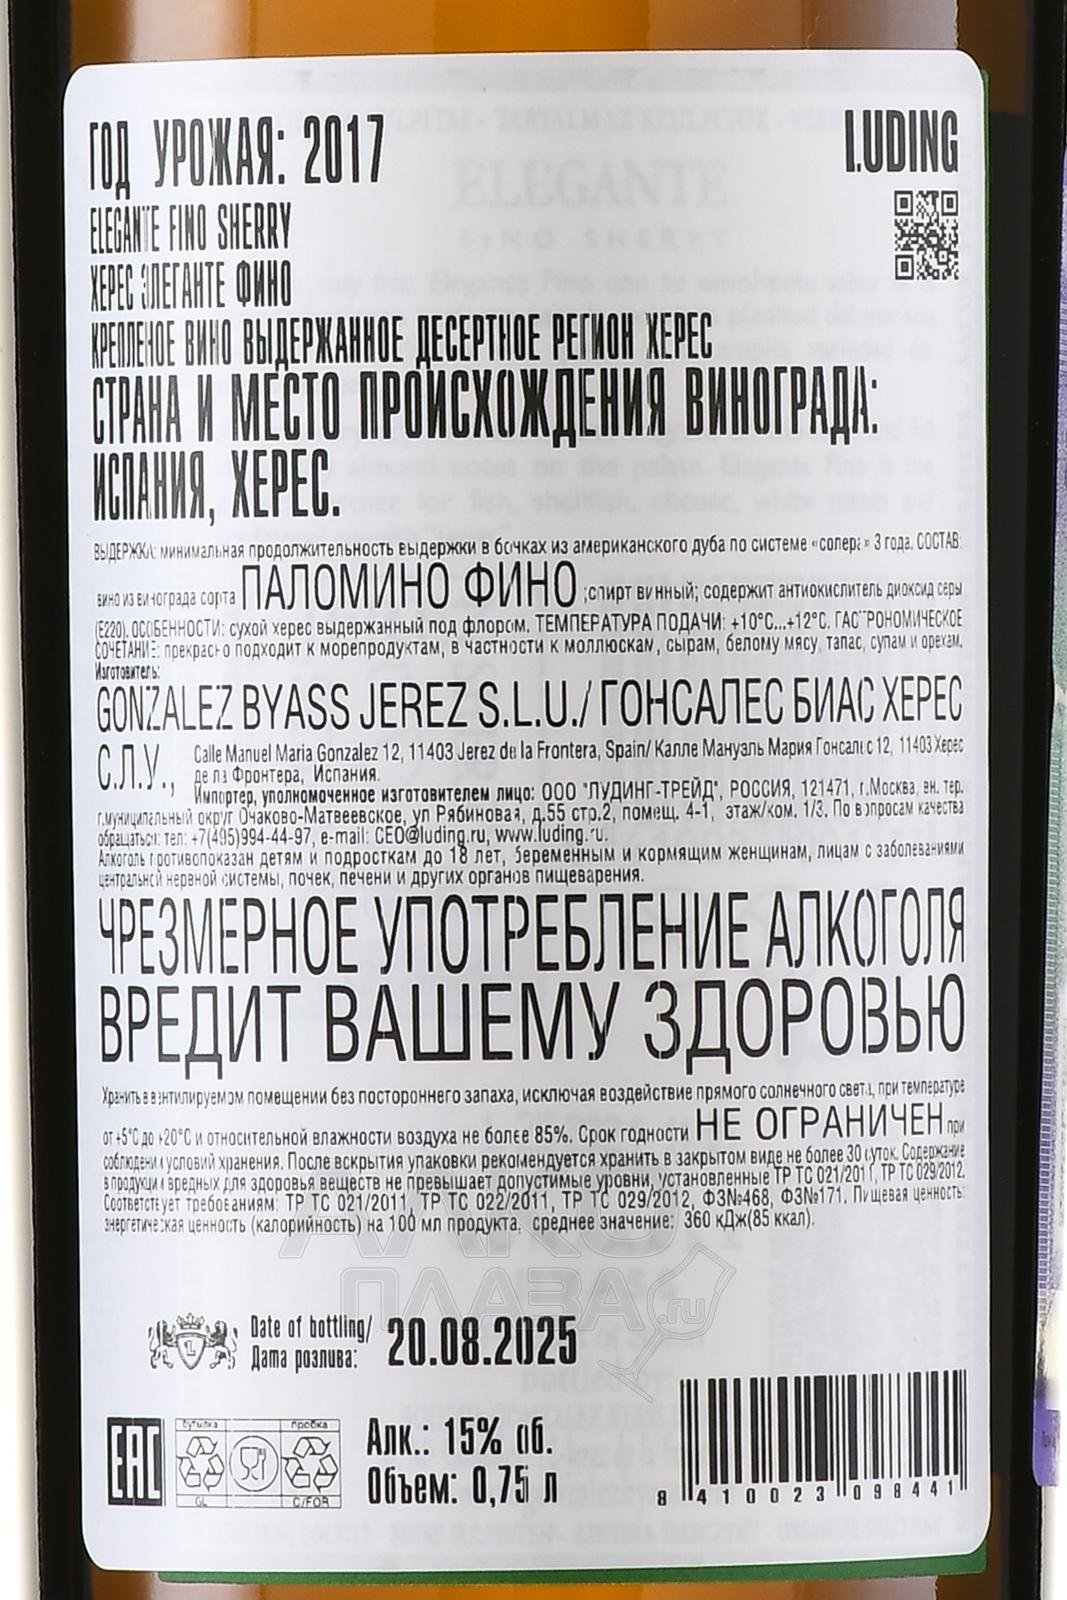 ГОД УРОЖАЯ: 2017
LUDING
ELEGANTE FINO SHERRY
ХЕРЕС ЭЛЕГАНТЕ ФИНО
КРЕПЛЕНОЕ ВИНО ВЫДЕРЖАННОЕ ДЕСЕРТНОЕ РЕГИОН ХЕРЕС
СТРАНА И МЕСТО ПРОИСХОЖДЕНИЯ ВИНОГРАДА:
ИСПАНИЯ, ХЕРЕС.
ВЫДЕРЖКА: минимальная продолжительность выдержки в бочках из американского дуба по системе «солера» 3 года. СОСТАВ:
вино из винограда сорта ПАЛОМИНО ФИНО ;спирт винный; содержит антиокислитель диоксид серы
(Е220). ОСОБЕННОСТИ: сухой херес выдержанный под флором. ТЕМПЕРАТУРА ПОДАЧИ: +10°С...+12°С. ГАСТРОНОМИЧЕСКОЕ
СОЧЕТАНИЕ: прекрасно подходит к морепродуктам, в частности к моллюскам, сырам, белому мясу, тапас, супам и орехам.
Изготовитель:
GONZALEZ BYASS JEREZ S.L.U./ ГОНСАЛЕС БИАС ХЕРЕС
С.Л.У., Calle Manuel Maria Gonzalez 12, 11403 Jerez de la Frontera, Spain/ Калле Мануэль Мария Гонсалес 12, 11403 Херес
де ла Фронтера, Испания.
Импортер, уполномоченное изготовителем лицо: ООО "ЛУДИНГ-ТРЕЙД", РОССИЯ, 121471, г.Москва, вн. тер.
г.муниципальный округ Очаково-Матвеевское, ул Рябиновая, д.55 стр.2, помещ. 4-1, этаж/ком. 1/3. По вопросам качества
обращаться: тел: +7(495)994-44-97, e-mail: CEO@luding.ru, www.luding.ru.
Алкоголь противопоказан детям и подросткам до 18 лет, беременным и кормящим женщинам, лицам с заболеваниями
центральной нервной системы, почек, печени и других органов пищеварения.
ЧРЕЗМЕРНОЕ УПОТРЕБЛЕНИЕ АЛКОГОЛЯ
ВРЕДИТ ВАШЕМУ ЗДОРОВЬЮ
Хранить в вентилируемом помещении без постороннего запаха, исключая воздействие прямого солнечного света, при температуре
от +5°С до +20°С и относительной влажности воздуха не более 85%. Срок годности НЕ ОГРАНИЧЕН при
соблюдении условий хранения. После вскрытия упаковки рекомендуется хранить в закрытом виде не более 30 суток. Содержание
в продукции вредных для здоровья веществ не превышает допустимые уровни, установленные ТР ТС 021/2011, ТР ТС 029/2012.
Соответствует требованиям: ТР ТС 021/2011, ТР ТС 022/2011, ТР ТС 029/2012, ФЗ№468, ФЗ№171. Пищевая ценность:
энергетическая ценность (калорийность) на 100 мл продукта, среднее значение: 360 кДж(85 ккал).
АЛКО
ПЛАЗА.ru
Date of bottling/
Дата розлива: 20.08.2025
EAC
бутылка пробка
GL C/FOR
Алк.: 15% об.
Объем: 0,75 л
8 410023 098441